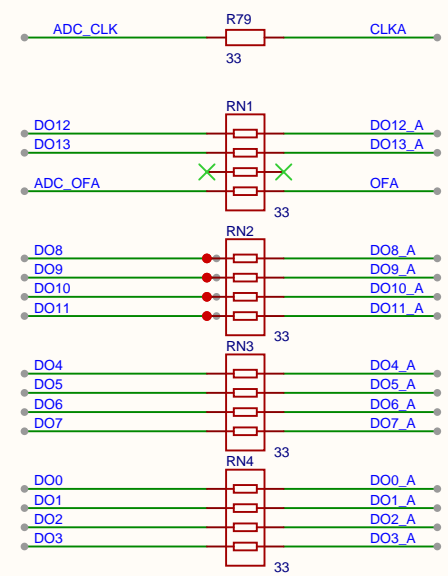 R79
ADC_CLK CLKA
33
RN1
DO12 DO12_A
DO13 DO13_A
ADC_OFA OFA
33
RN2
DO8 DO8_A
DO9 DO9_A
DO10 DO10_A
DO11 DO11_A
33
RN3
DO4 DO4_A
DO5 DO5_A
DO6 DO6_A
DO7 DO7_A
33
RN4
DO0 DO0_A
DO1 DO1_A
DO2 DO2_A
DO3 DO3_A
33